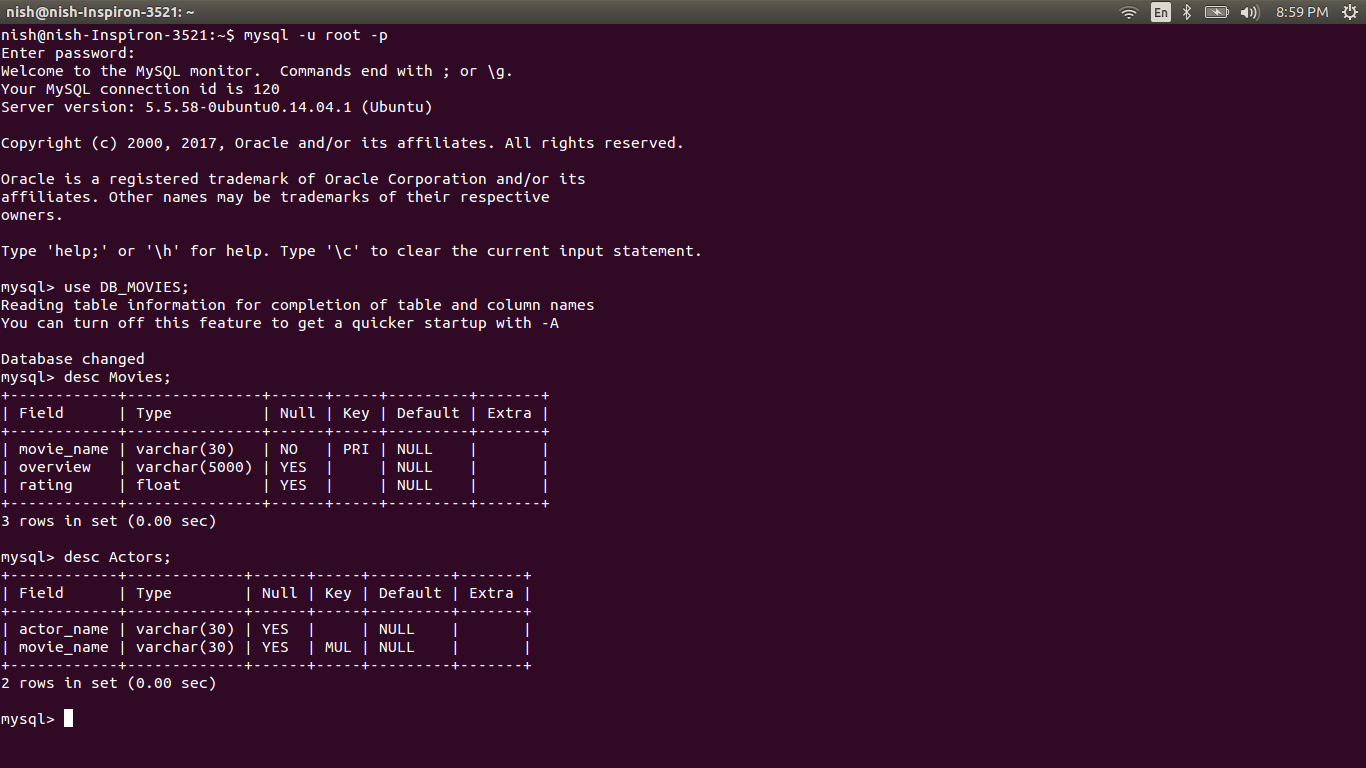 nish@nish-Inspiron-3521: ~
En
8:59 PM
nish@nish-Inspiron-3521:~$ mysql -u root -p
Enter password:
Welcome to the MySQL monitor.  Commands end with ; or \g.
Your MySQL connection id is 120
Server version: 5.5.58-0ubuntu0.14.04.1 (Ubuntu)

Copyright (c) 2000, 2017, Oracle and/or its affiliates. All rights reserved.

Oracle is a registered trademark of Oracle Corporation and/or its
affiliates. Other names may be trademarks of their respective
owners.

Type 'help;' or '\h' for help. Type '\c' to clear the current input statement.

mysql> use DB_MOVIES;
Reading table information for completion of table and column names
You can turn off this feature to get a quicker startup with -A

Database changed
mysql> desc Movies;
+------------+---------------+------+-----+---------+-------+
| Field      | Type          | Null | Key | Default | Extra |
+------------+---------------+------+-----+---------+-------+
| movie_name | varchar(30)   | NO   | PRI | NULL    |       |
| overview   | varchar(5000) | YES  |     | NULL    |       |
| rating     | float         | YES  |     | NULL    |       |
+------------+---------------+------+-----+---------+-------+
3 rows in set (0.00 sec)

mysql> desc Actors;
+------------+-------------+------+-----+---------+-------+
| Field      | Type        | Null | Key | Default | Extra |
+------------+-------------+------+-----+---------+-------+
| actor_name | varchar(30) | YES  |     | NULL    |       |
| movie_name | varchar(30) | YES  | MUL | NULL    |       |
+------------+-------------+------+-----+---------+-------+
2 rows in set (0.00 sec)

mysql>